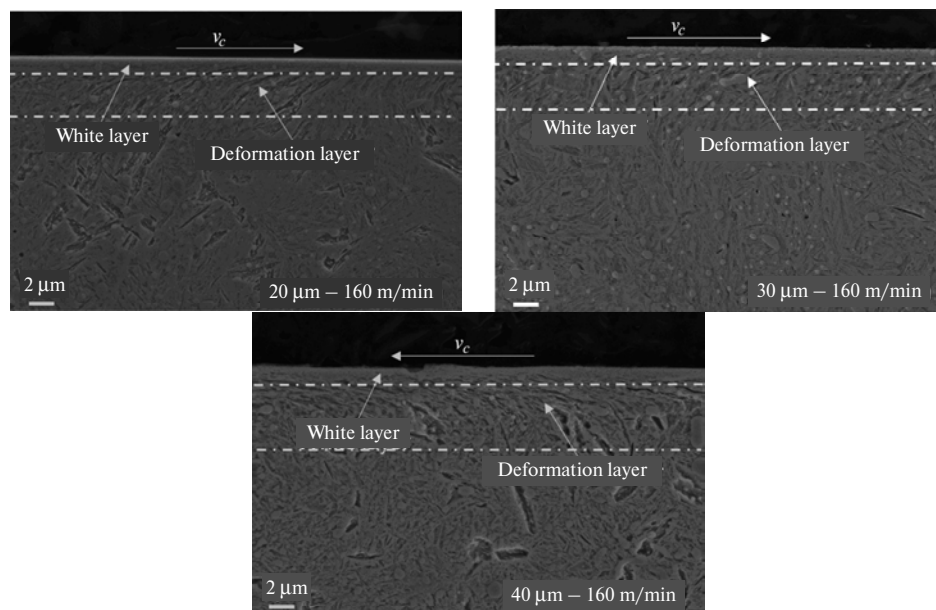 v_c
White layer
Deformation layer
2 μm
20 μm – 160 m/min
v_c
White layer
Deformation layer
2 μm
30 μm – 160 m/min
v_c
White layer
Deformation layer
2 μm
40 μm – 160 m/min